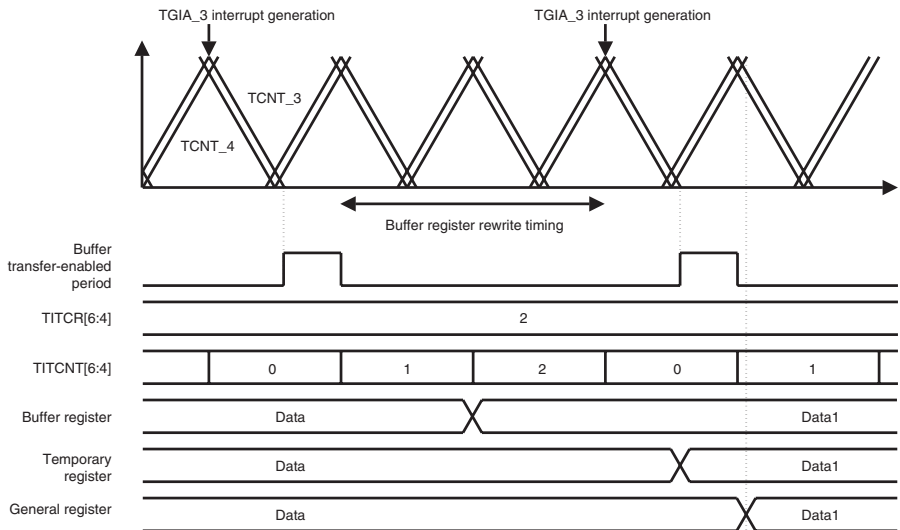 TGIA_3 interrupt generation
TGIA_3 interrupt generation
TCNT_3
TCNT_4
Buffer register rewrite timing
Buffer
transfer-enabled
period
TITCR[6:4]
2
TITCNT[6:4]
0
1
2
0
1
Buffer register
Data
Data1
Temporary
register
Data
Data1
General register
Data
Data1